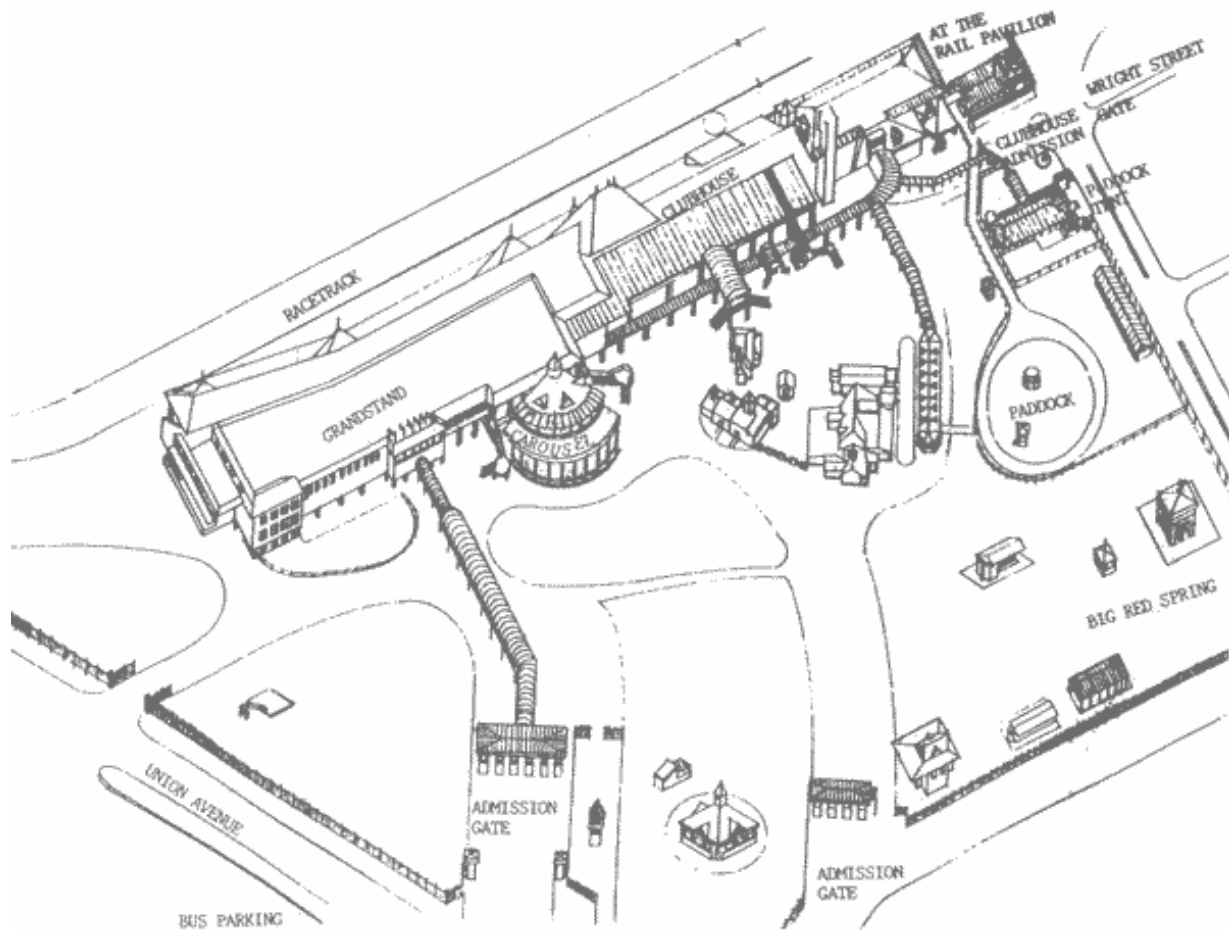 AT THE
RAIL PAVILION
WRIGHT STREET
GATE
CLUBHOUSE
ADMISSION
PADDOCK
CLUBHOUSE
RACETRACK
GRANDSTAND
CAROUSEL
PADDOCK
BIG RED SPRING
UNION AVENUE
ADMISSION
GATE
ADMISSION
GATE
BUS PARKING